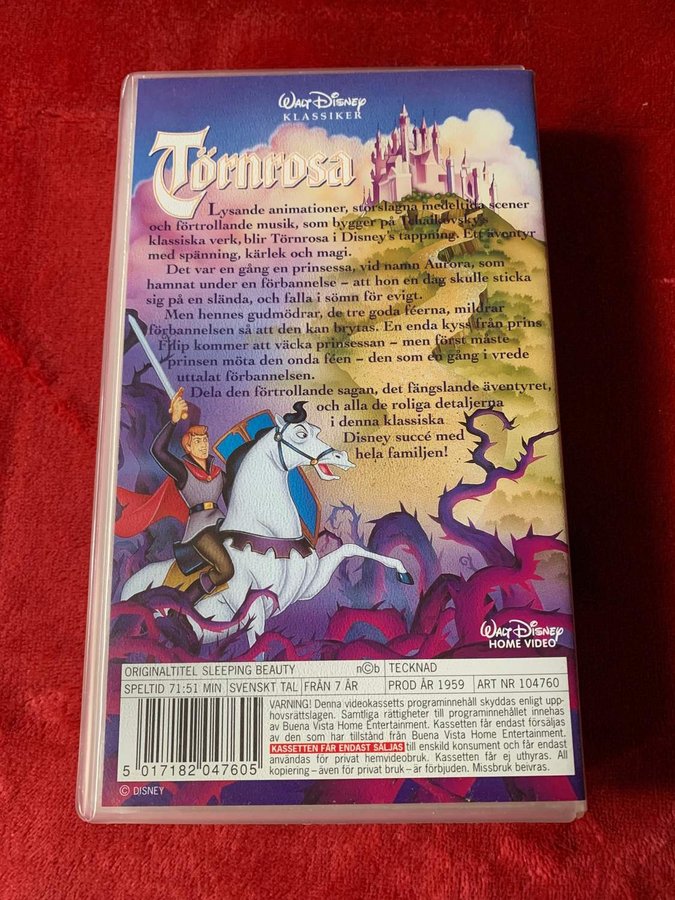 WALT DISNEY
KLASSIKER
Törnrosa
Lysande animationer, storslagna medeltida scener
och förtrollande musik, som bygger på Tchaikovsky's
klassiska verk, blir Törnrosa i Disney's tappning. Ett äventyr
med spänning, kärlek och magi.
Det var en gång en prinsessa, vid namn Aurora, som
hamnat under en förbannelse – att hon en dag skulle sticka
sig på en slända, och falla i sömn för evigt.
Men hennes gudmödrar, de tre goda féerna, mildrar
förbannelsen så att den kan brytas. En enda kyss från prins
Filip kommer att väcka prinsessan – men först måste
prinsen möta den onda féen – den som en gång i vrede
uttalat förbannelsen.
Dela den förtrollande sagan, det fängslande äventyret,
och alla de roliga detaljerna
i denna klassiska
Disney succé med
hela familjen!
WALT DISNEY
HOME VIDEO
ORIGINALTITEL SLEEPING BEAUTY n©b TECKNAD
SPELTID 71:51 MIN SVENSKT TAL FRÅN 7 ÅR PROD ÅR 1959 ART NR 104760
VARNING! Denna videokassetts programinnehåll skyddas enligt upp-
hovsrättslagen. Samtliga rättigheter till programinnehållet innehas
av Buena Vista Home Entertainment. Kassetten får endast försäljas
av den som har tillstånd från Buena Vista Home Entertainment.
KASSETTEN FÅR ENDAST SÄLJAS till enskild konsument och får endast
användas för privat hemvideobruk. Kassetten får ej uthyras. All
kopiering – även för privat bruk – är förbjuden. Missbruk beivras.
5 017182 047605
© DISNEY